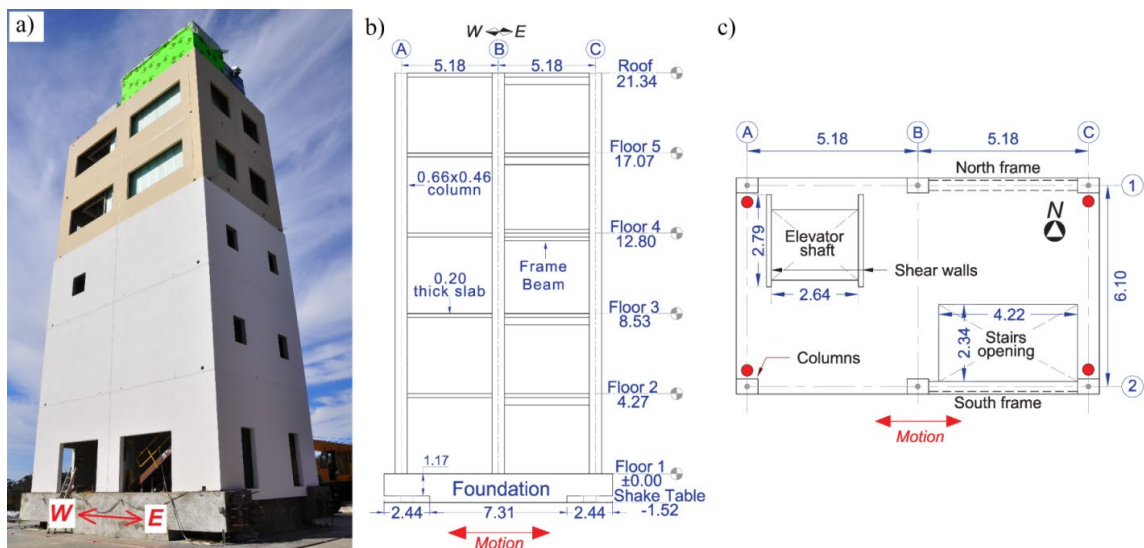 a)
W
E
b)
W E
A
B
C
5.18
5.18
Roof
21.34
Floor 5
17.07
0.66x0.46
column
Floor 4
12.80
0.20
thick slab
Frame
Beam
Floor 3
8.53
Floor 2
4.27
1.17
Floor 1
±0.00
Foundation
Shake Table
-1.52
2.44
7.31
2.44
Motion
c)
A
B
C
5.18
5.18
North frame
1
N
2.79
Elevator
shaft
Shear walls
2.64
6.10
4.22
2.34
Stairs
opening
Columns
2
South frame
Motion